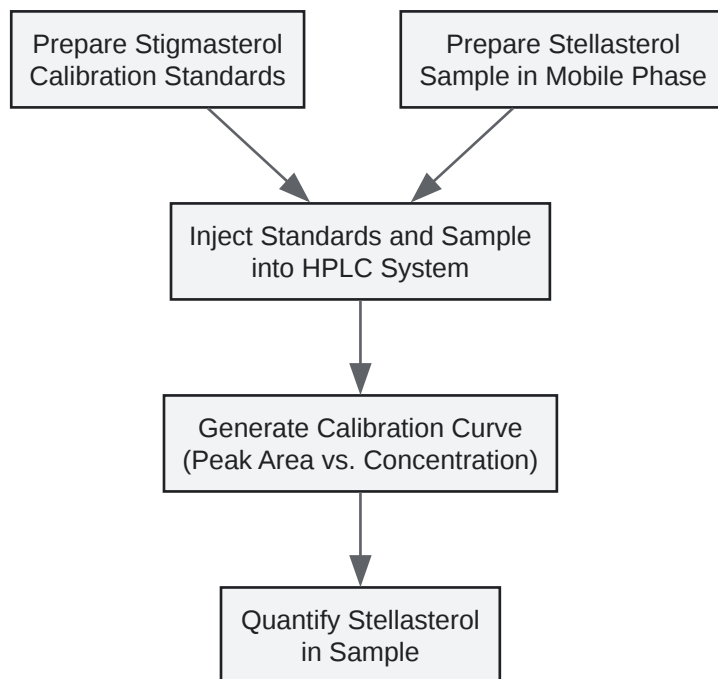 Prepare Stigmasterol
Calibration Standards
Prepare Stellasterol
Sample in Mobile Phase
Inject Standards and Sample
into HPLC System
Generate Calibration Curve
(Peak Area vs. Concentration)
Quantify Stellasterol
in Sample